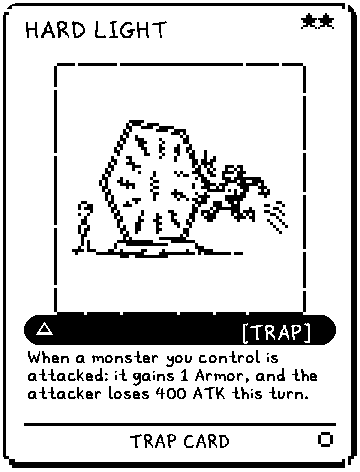 HARD LIGHT
[TRAP]
When a monster you control is
attacked: it gains 1 Armor, and the
attacker loses 400 ATK this turn.
TRAP CARD